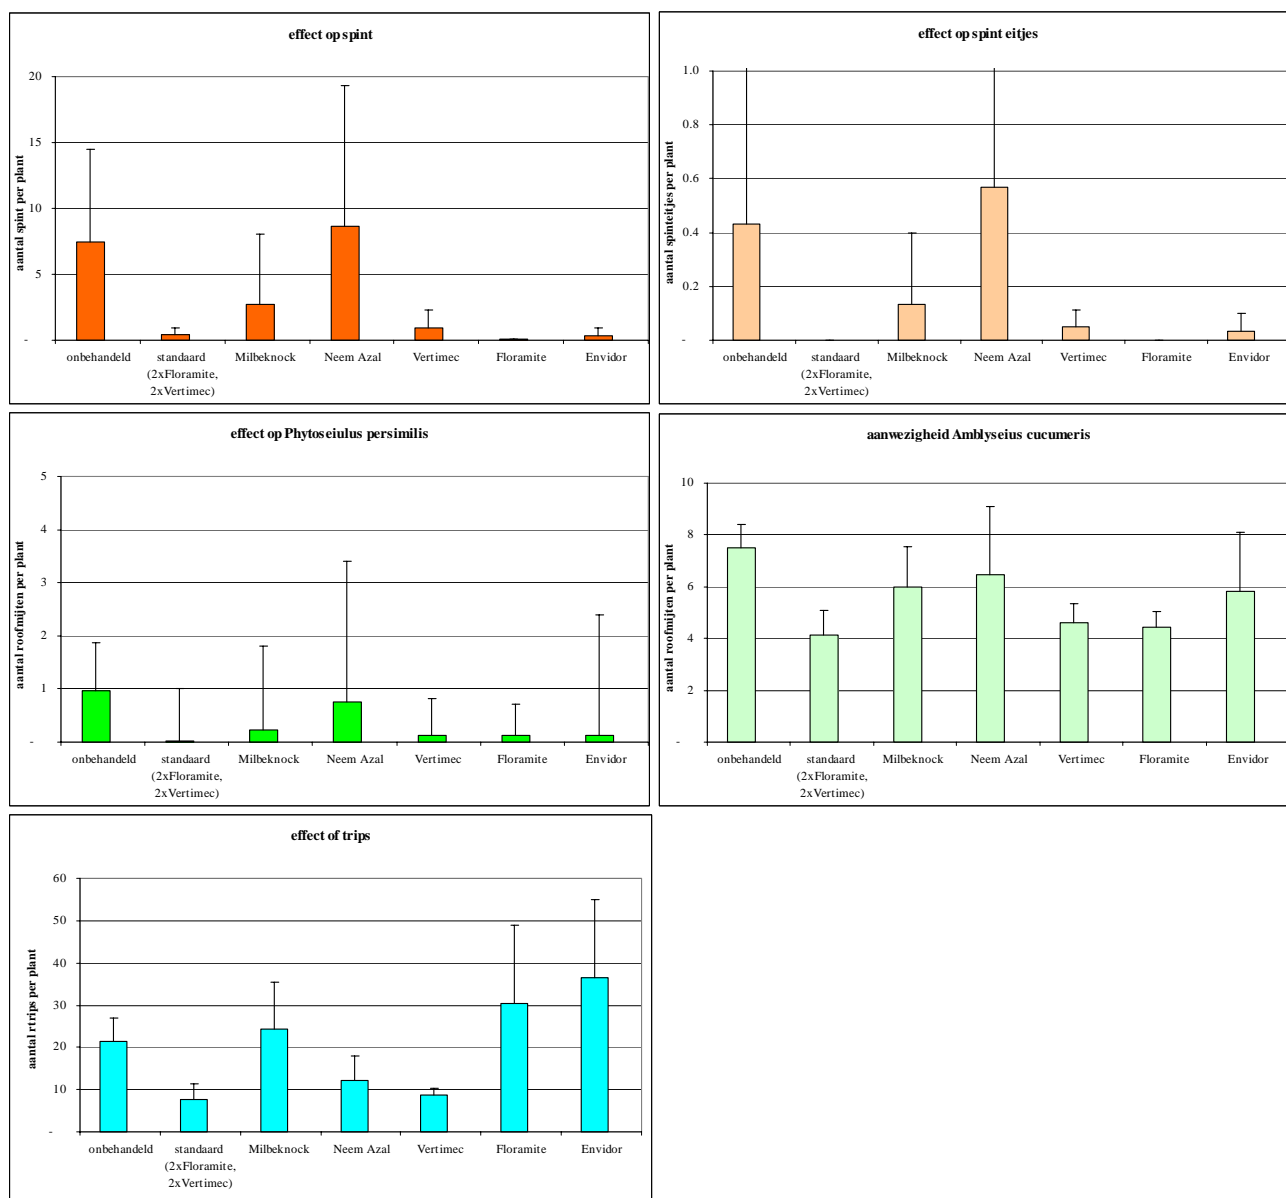 effect op spint
aantal spint per plant
20
15
10
5
-
onbehandeld
standaard
(2xFloramite,
2xVertimec)
Milbeknock
Neem Azal
Vertimec
Floramite
Envidor
effect op spint eitjes
aantal spinteitjes per plant
1.0
0.8
0.6
0.4
0.2
-
onbehandeld
standaard
(2xFloramite,
2xVertimec)
Milbeknock
Neem Azal
Vertimec
Floramite
Envidor
effect op Phytoseiulus persimilis
aantal roofmijten per plant
5
4
3
2
1
-
onbehandeld
standaard
(2xFloramite,
2xVertimec)
Milbeknock
Neem Azal
Vertimec
Floramite
Envidor
aanwezigheid Amblyseius cucumeris
aantal roofmijten per plant
10
8
6
4
2
-
onbehandeld
standaard
(2xFloramite,
2xVertimec)
Milbeknock
Neem Azal
Vertimec
Floramite
Envidor
effect of trips
aantal rtrips per plant
60
50
40
30
20
10
-
onbehandeld
standaard
(2xFloramite,
2xVertimec)
Milbeknock
Neem Azal
Vertimec
Floramite
Envidor